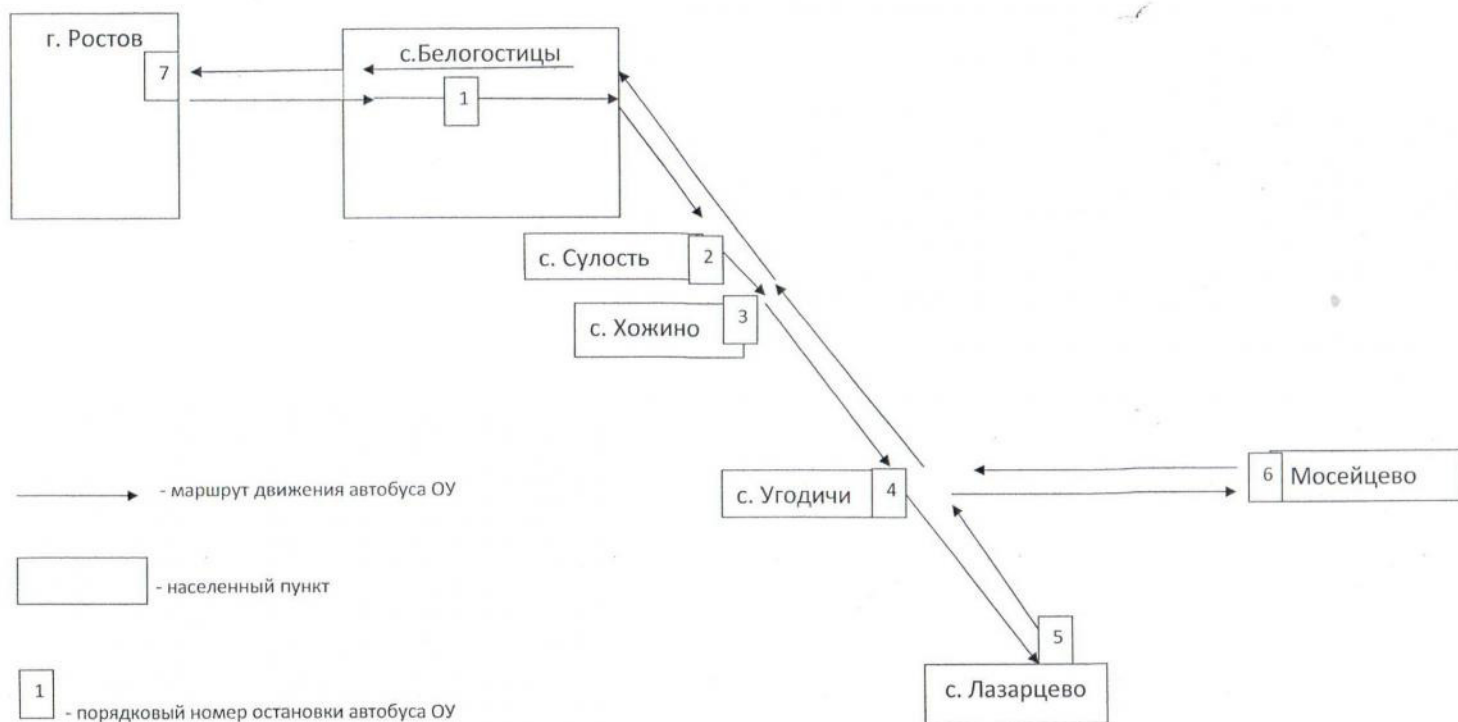 г. Ростов
7
с.Белогостицы
1
с. Сулость
2
с. Хожино
3
с. Угодичи
4
6
Мосейцево
- маршрут движения автобуса ОУ
- населенный пункт
5
с. Лазарцево
1
- порядковый номер остановки автобуса ОУ